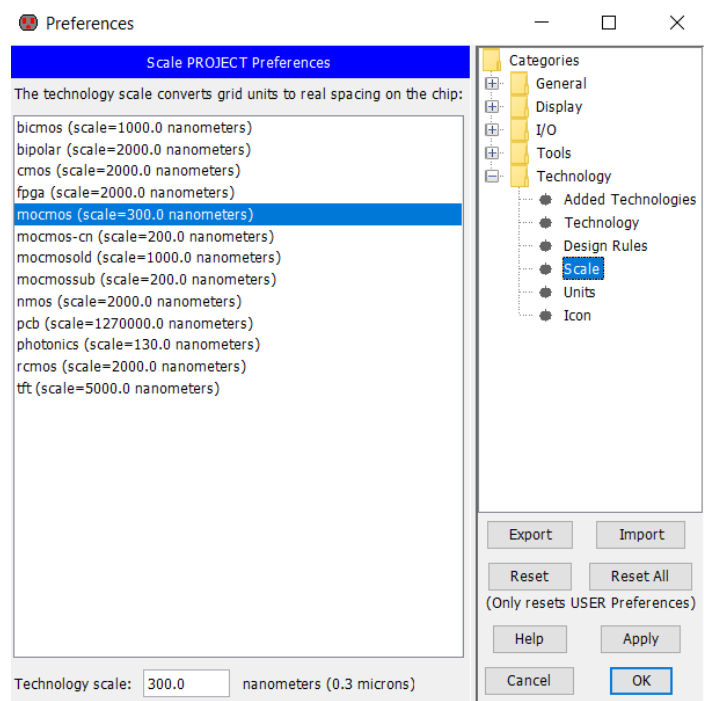 Preferences
Scale PROJECT Preferences
The technology scale converts grid units to real spacing on the chip:
bicmos (scale=1000.0 nanometers)
bipolar (scale=2000.0 nanometers)
cmos (scale=2000.0 nanometers)
fpga (scale=2000.0 nanometers)
mocmos (scale=300.0 nanometers)
mocmos-cn (scale=200.0 nanometers)
mocmosold (scale=1000.0 nanometers)
mocmossub (scale=200.0 nanometers)
nmos (scale=2000.0 nanometers)
pcb (scale=1270000.0 nanometers)
photonics (scale=130.0 nanometers)
rcmos (scale=2000.0 nanometers)
tft (scale=5000.0 nanometers)
Technology scale: 300.0 nanometers (0.3 microns)
Categories
General
Display
I/O
Tools
Technology
Added Technologies
Technology
Design Rules
Scale
Units
Icon
Export Import
Reset Reset All
(Only resets USER Preferences)
Help Apply
Cancel OK